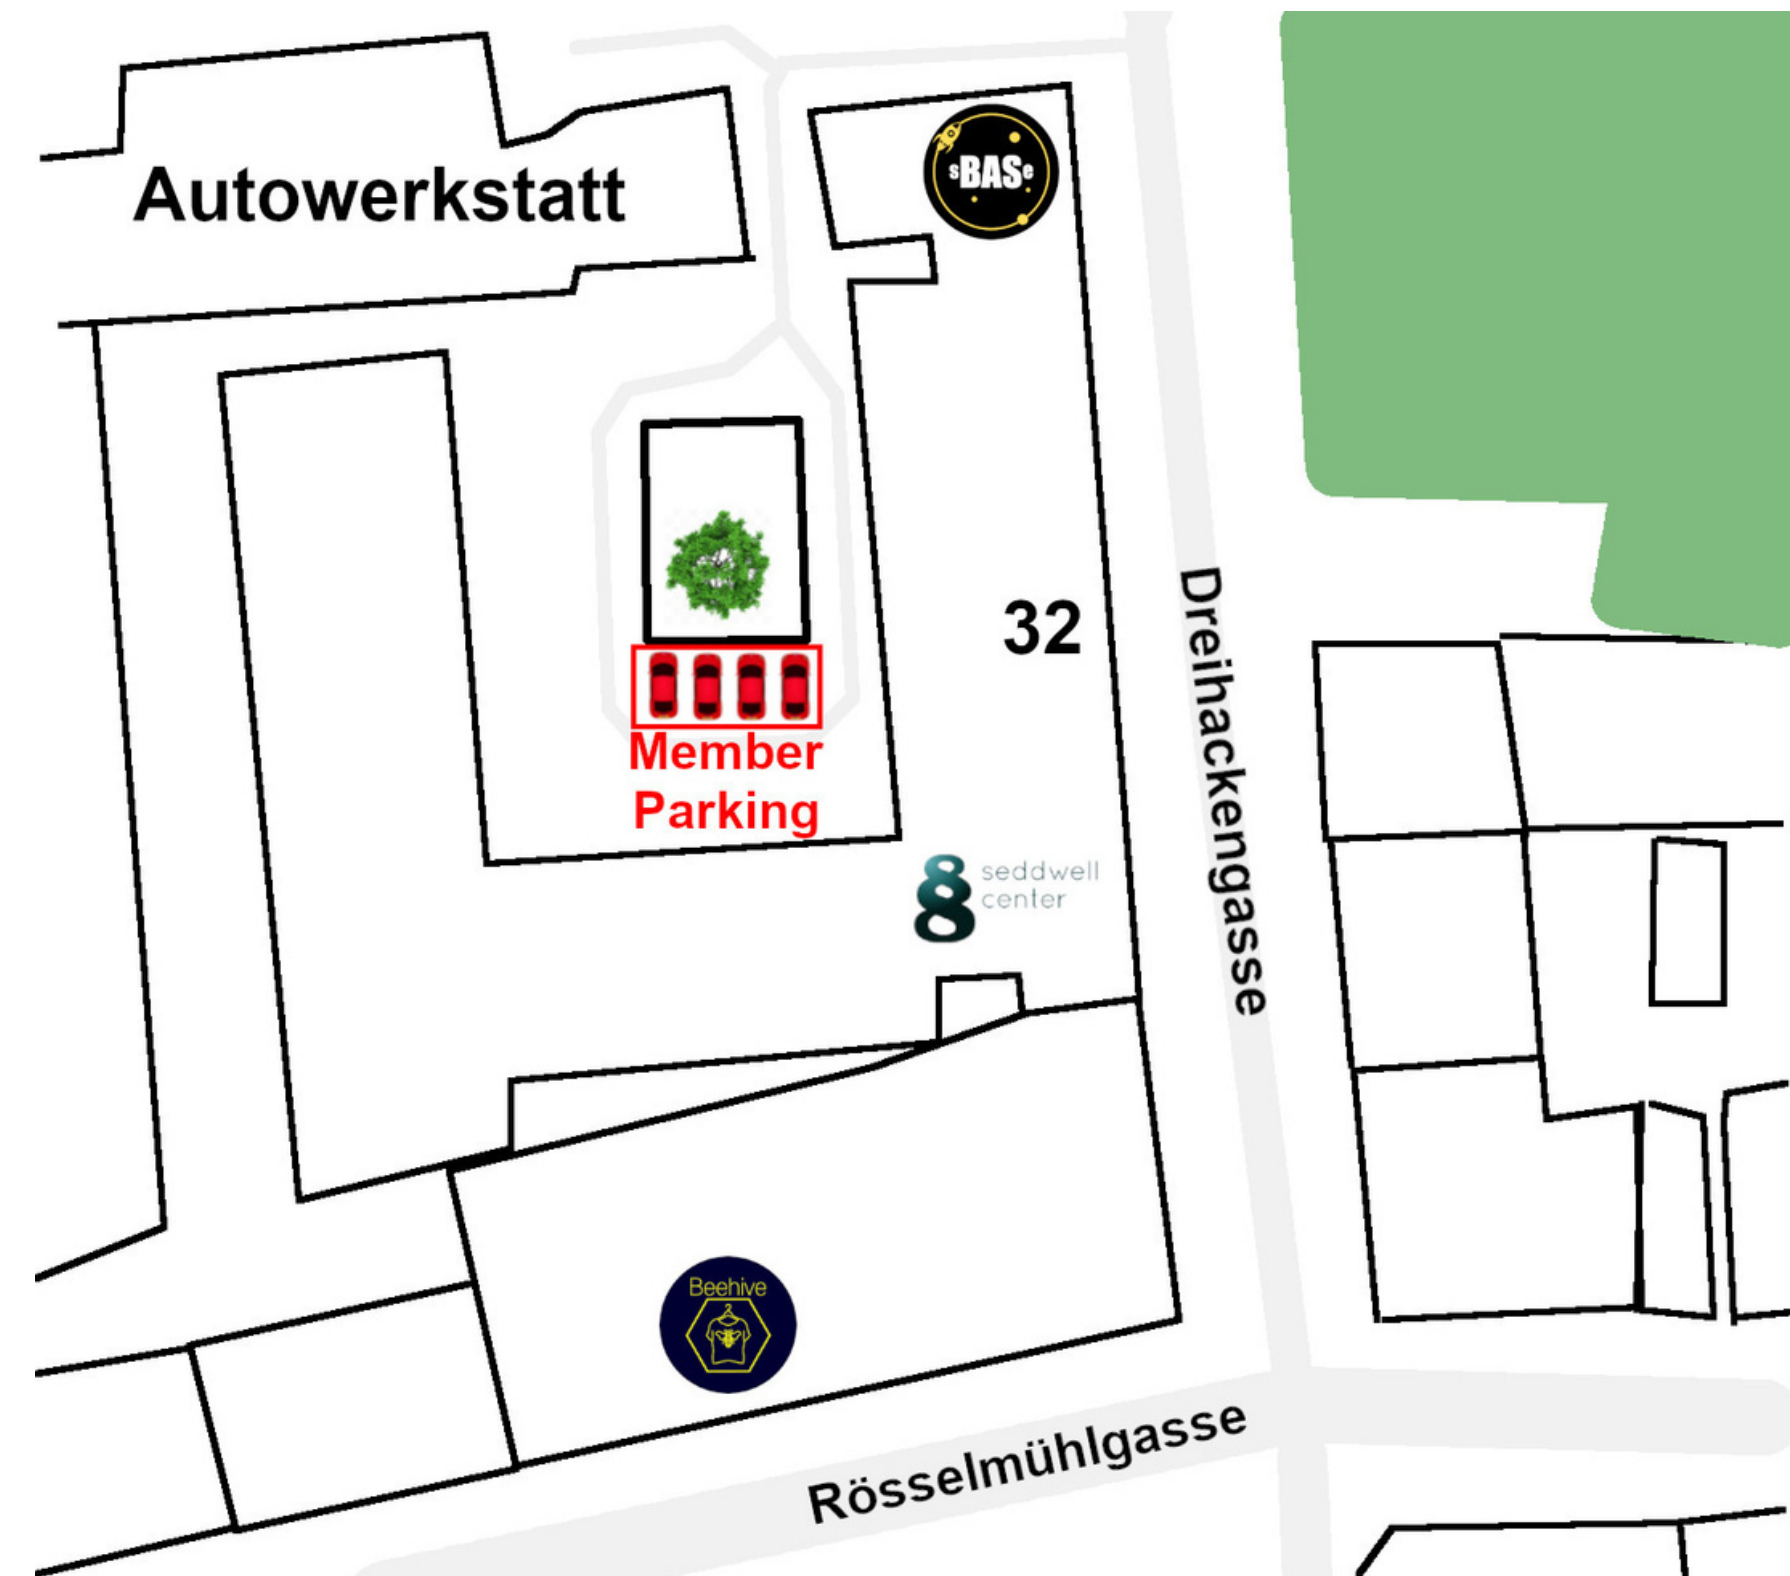 Autowerkstatt
sBASe
32
Dreihackengasse
Member
Parking
seddwell
center
Beehive
Rösselmühlgasse